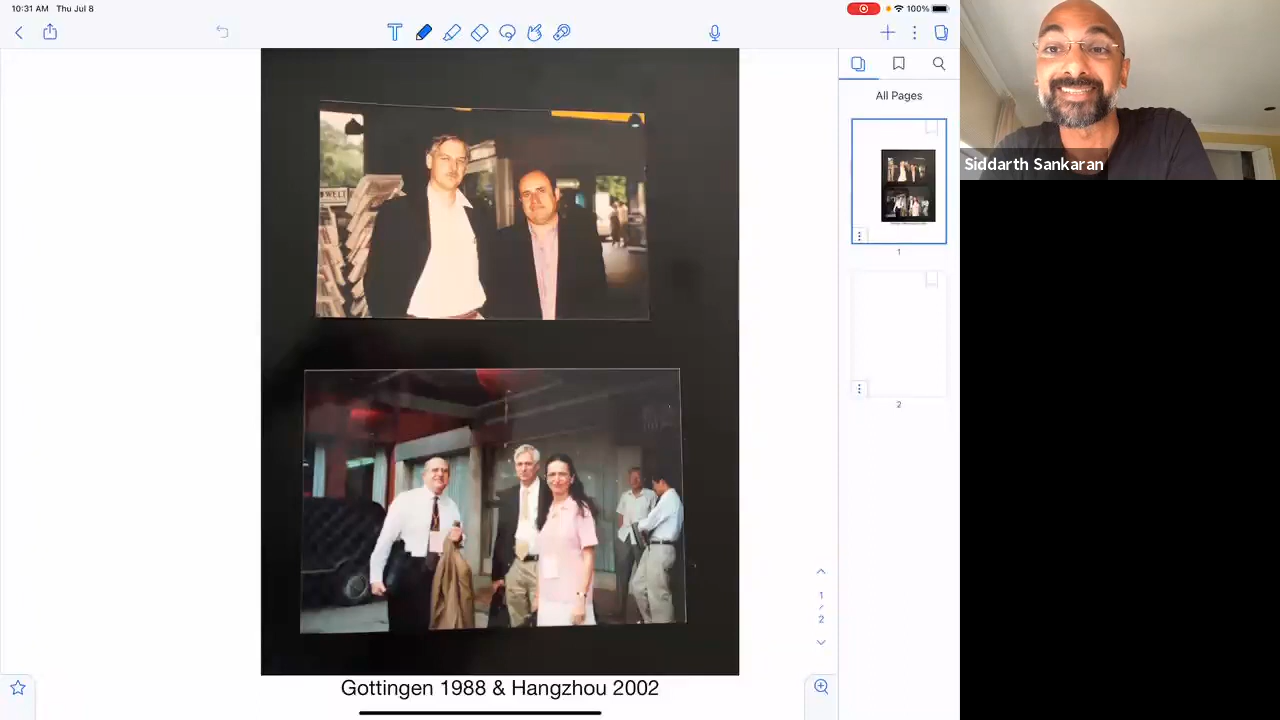 10:31 AM Thu Jul 8
100%
T
All Pages
WELT
Siddarth Sankaran
1
2
1
/
2
Gottingen 1988 & Hangzhou 2002